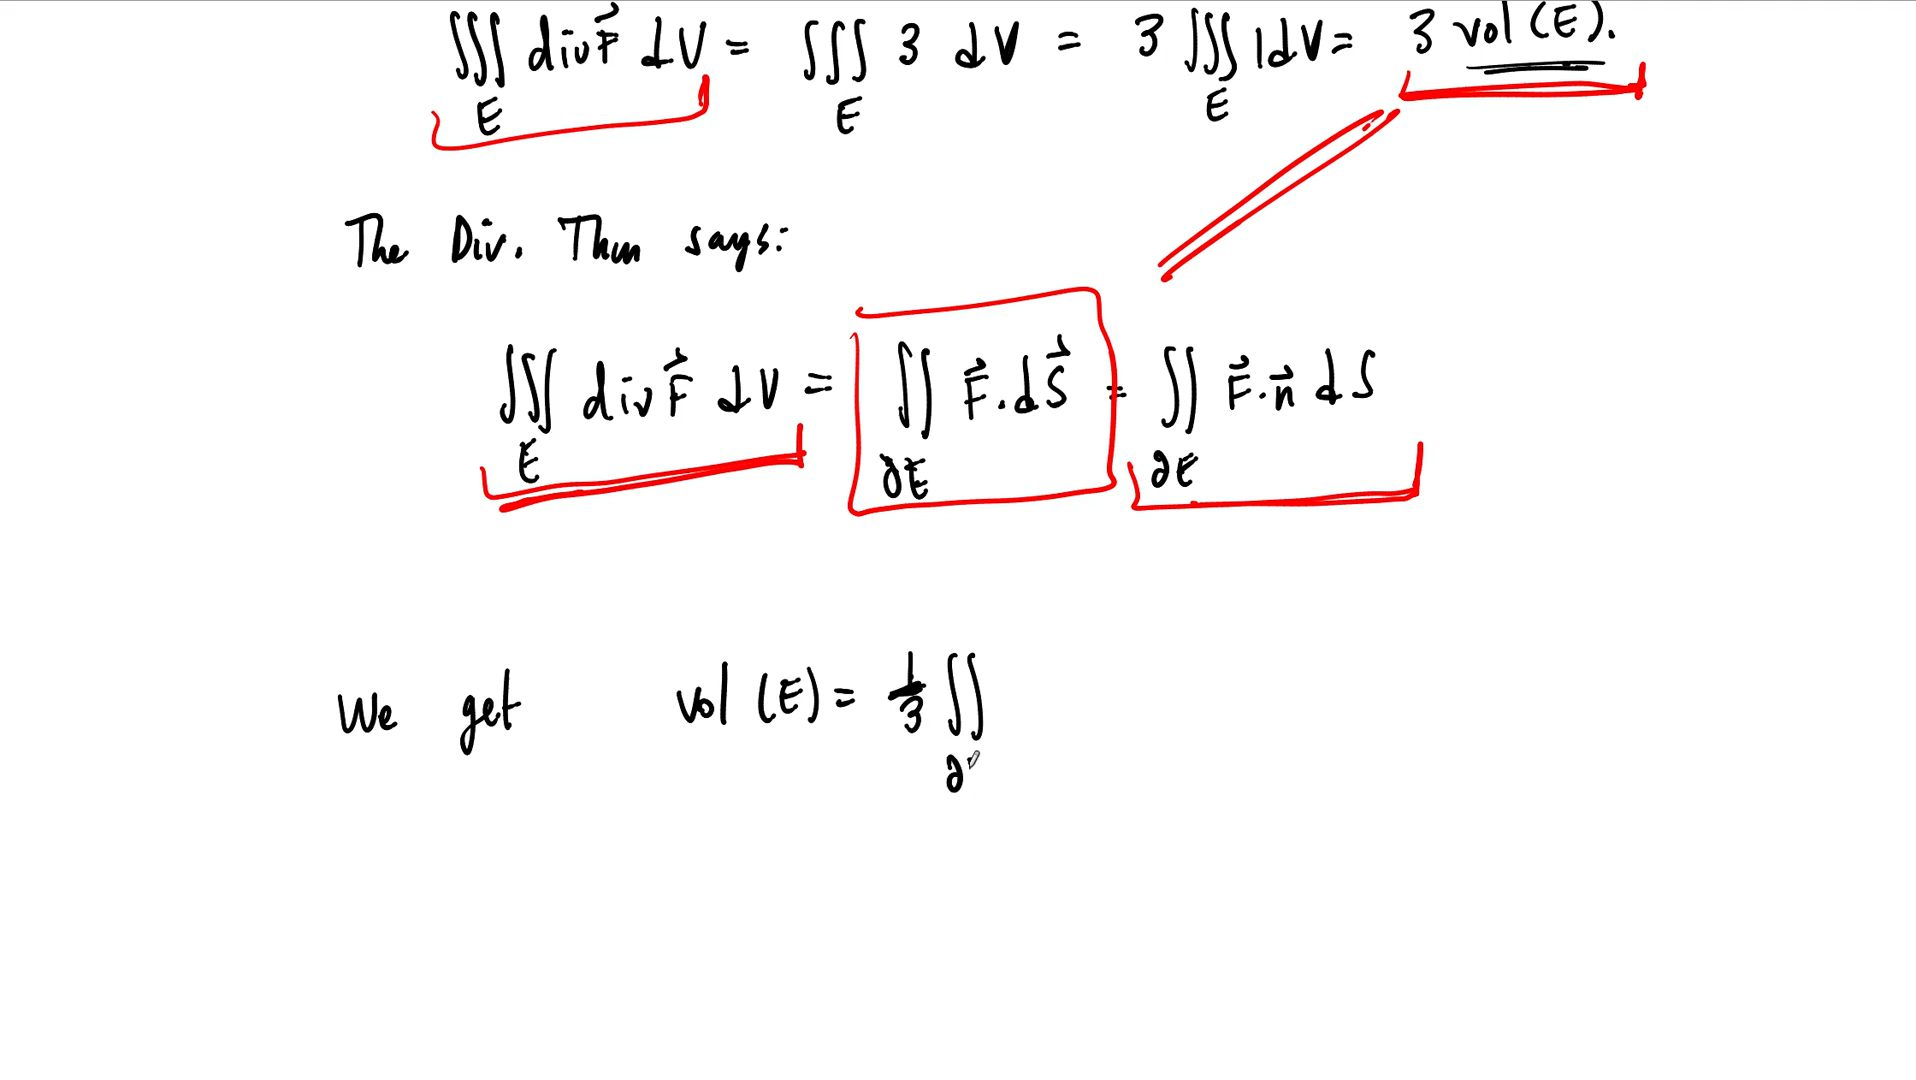 ∭_E div F⃗ dV = ∭_E 3 dV = 3 ∭_E 1 dV = 3 vol (E).
The Div. Thm says:
∭_E div F⃗ dV = ∬_∂E F⃗ · dS⃗ = ∬_∂E F⃗ · n⃗ dS
We get vol (E) = 1/3 ∬_∂